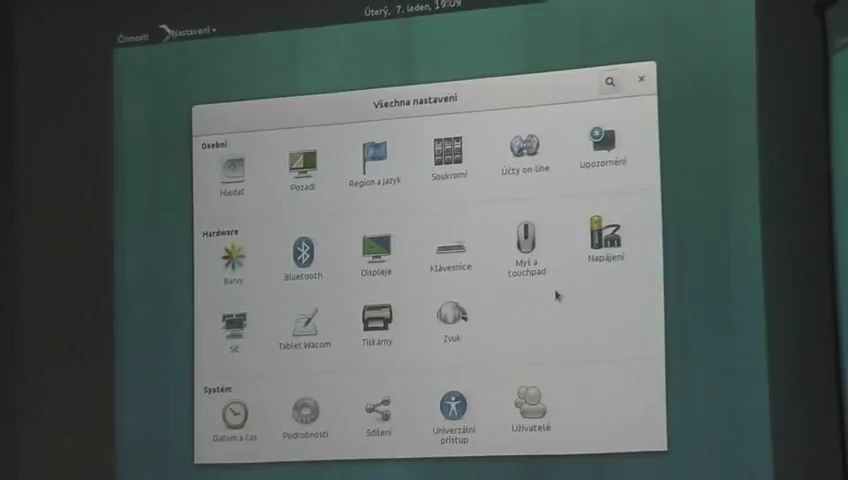 Úterý, 7. leden, 19:09
Činnosti
Nastavení
Všechna nastavení
Osobní
Hledat
Pozadí
Region a jazyk
Soukromí
Účty on-line
Upozornění
Hardware
Barvy
Bluetooth
Displeje
Klávesnice
Myš a
touchpad
Napájení
Síť
Tablet Wacom
Tiskárny
Zvuk
Systém
Datum a čas
Podrobnosti
Sdílení
Univerzální
přístup
Uživatelé